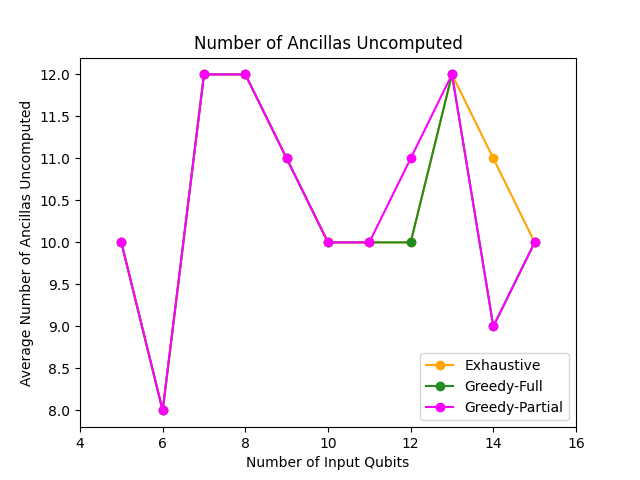 Number of Ancillas Uncomputed
Average Number of Ancillas Uncomputed
12.0
11.5
11.0
10.5
10.0
9.5
9.0
8.5
8.0
4
6
8
10
12
14
16
Number of Input Qubits
Exhaustive
Greedy-Full
Greedy-Partial